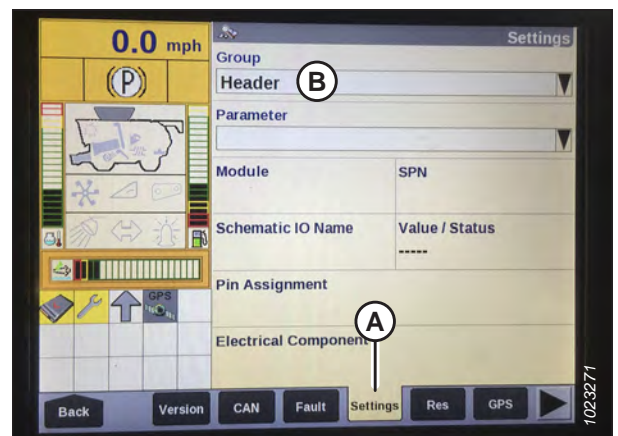 0.0 mph
Settings
Group
Header
B
(P)
Parameter
Module
SPN
Schematic IO Name
Value / Status
-----
Pin Assignment
GPS
A
Electrical Component
Back
Version
CAN
Fault
Settings
Res
GPS
1023271